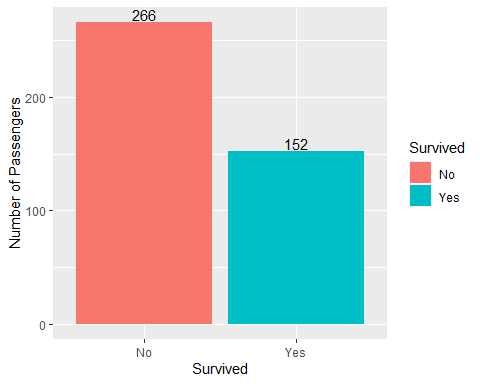 266
152
200
100
0
Number of Passengers
No
Yes
Survived
Survived
No
Yes